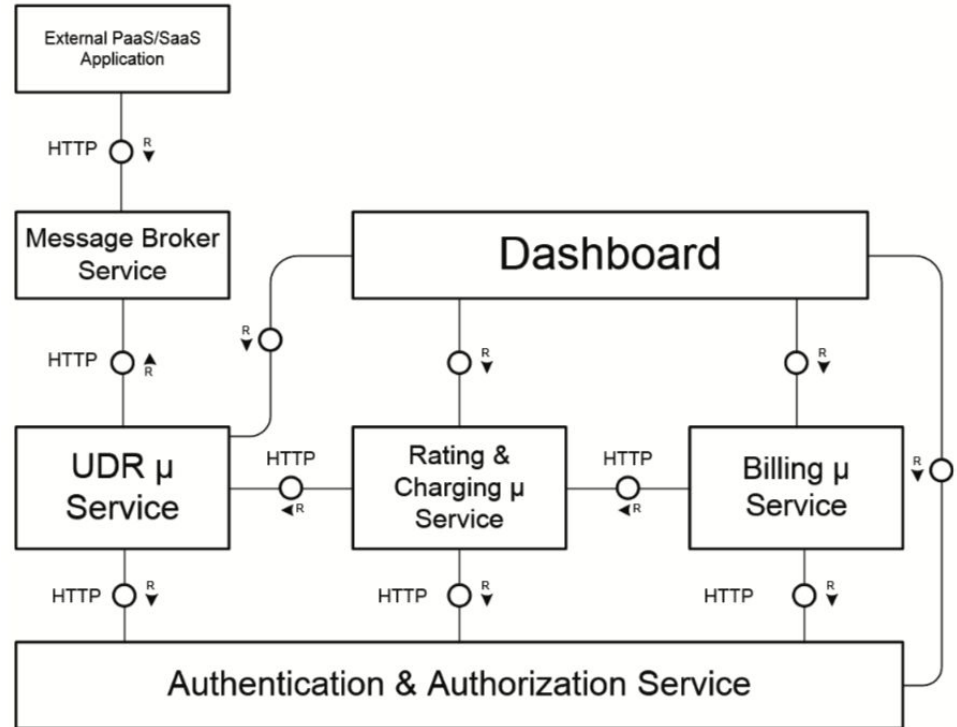 External PaaS/SaaS
Application
HTTP
R
Message Broker
Service
Dashboard
HTTP
R
R
R
R
UDR µ
Service
HTTP
R
Rating &
Charging µ
Service
HTTP
R
Billing µ
Service
R
HTTP
R
HTTP
R
HTTP
R
Authentication & Authorization Service